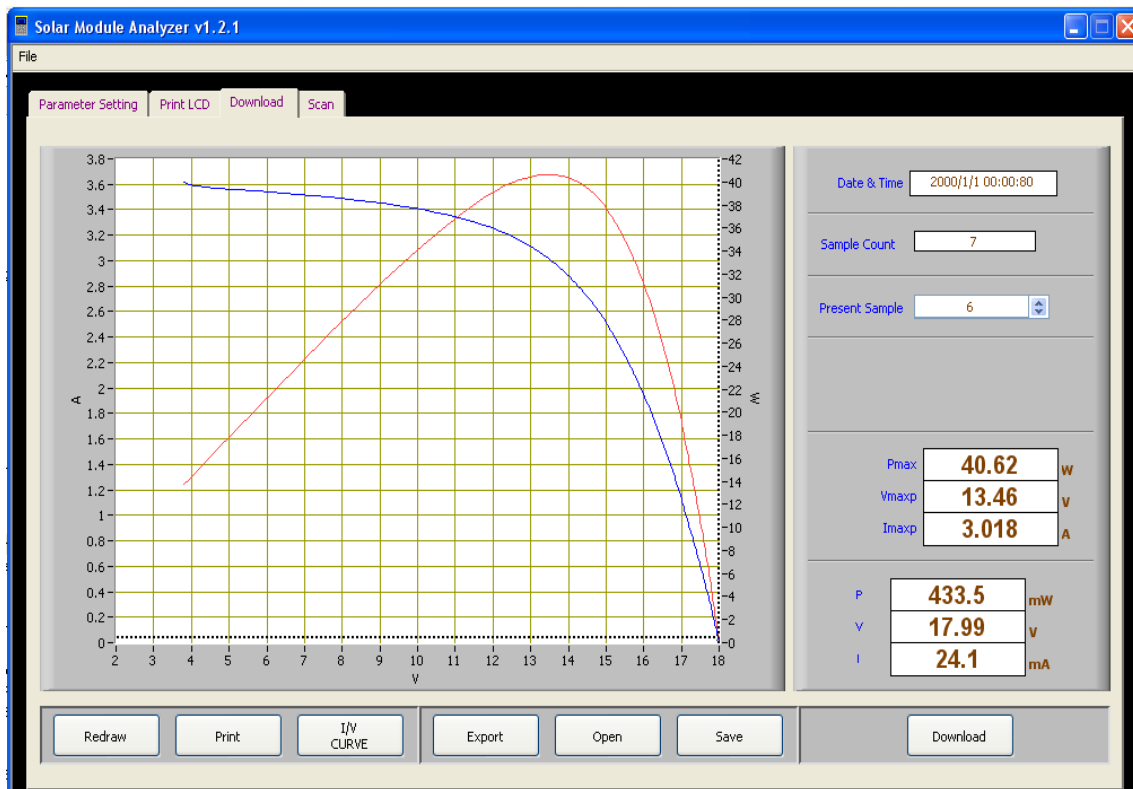 Solar Module Analyzer v1.2.1
File
Parameter Setting Print LCD Download Scan
3.8
3.6
3.4
3.2
3
2.8
2.6
2.4
2.2
2
1.8
1.6
1.4
1.2
1
0.8
0.6
0.4
0.2
0
A
42
40
38
36
34
32
30
28
26
24
22
20
18
16
14
12
10
8
6
4
2
0
W
2 3 4 5 6 7 8 9 10 11 12 13 14 15 16 17 18
V
Date & Time 2000/1/1 00:00:80
Sample Count 7
Present Sample 6
Pmax 40.62 W
Vmaxp 13.46 V
Imaxp 3.018 A
P 433.5 mW
V 17.99 V
I 24.1 mA
Redraw Print I/V
CURVE Export Open Save Download